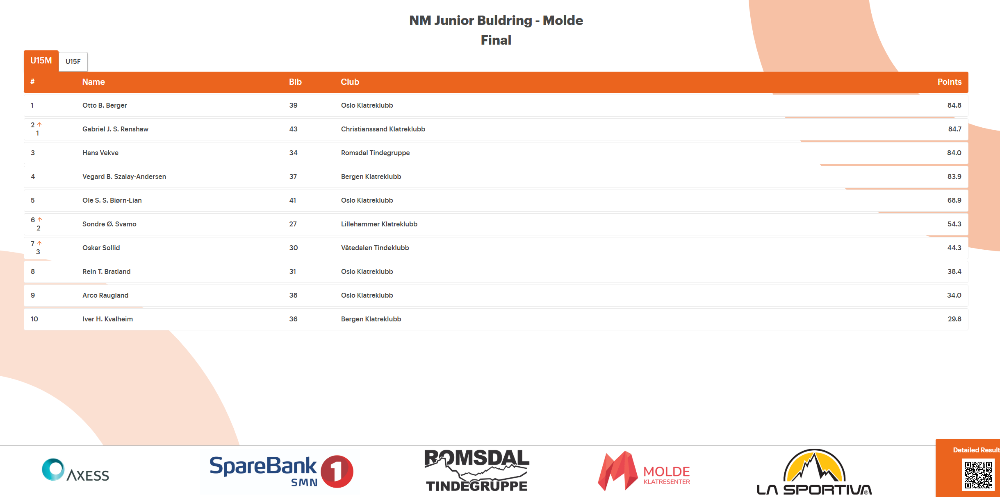 NM Junior Buldring - Molde
Final
U15M U15F
# Name Bib Club Points
1 Otto B. Berger 39 Oslo Klatreklubb 84.8
2 ↑ 1 Gabriel J. S. Renshaw 43 Christianssand Klatreklubb 84.7
3 Hans Vekve 34 Romsdal Tindegruppe 84.0
4 Vegard B. Szalay-Andersen 37 Bergen Klatreklubb 83.9
5 Ole S. S. Biørn-Lian 41 Oslo Klatreklubb 68.9
6 ↑ 2 Sondre Ø. Svamo 27 Lillehammer Klatreklubb 54.3
7 ↑ 3 Oskar Sollid 30 Våtedalen Tindeklubb 44.3
8 Rein T. Bratland 31 Oslo Klatreklubb 38.4
9 Arco Raugland 38 Oslo Klatreklubb 34.0
10 Iver H. Kvalheim 36 Bergen Klatreklubb 29.8
AXESS
SpareBank 1
SMN
ROMSDAL
TINDEGRUPPE
MOLDE
KLATRESENTER
LA SPORTIVA®
Detailed Result